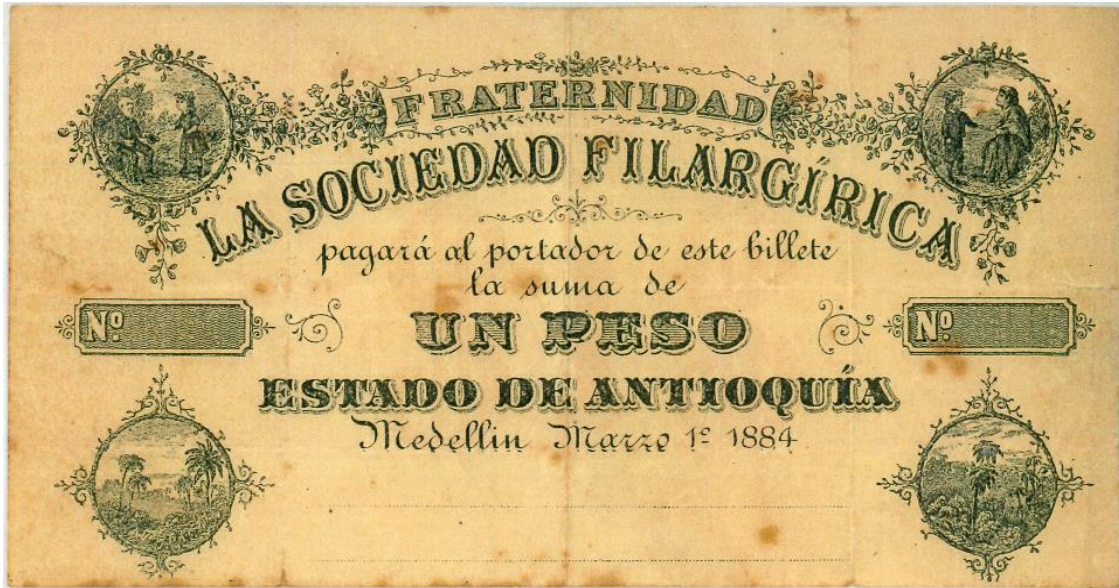 FRATERNIDAD
LA SOCIEDAD FILARGÍRICA
pagará al portador de este billete
la suma de
Nº
UN PESO
Nº
ESTADO DE ANTIOQUÍA
Medellin Marzo 1º 1884